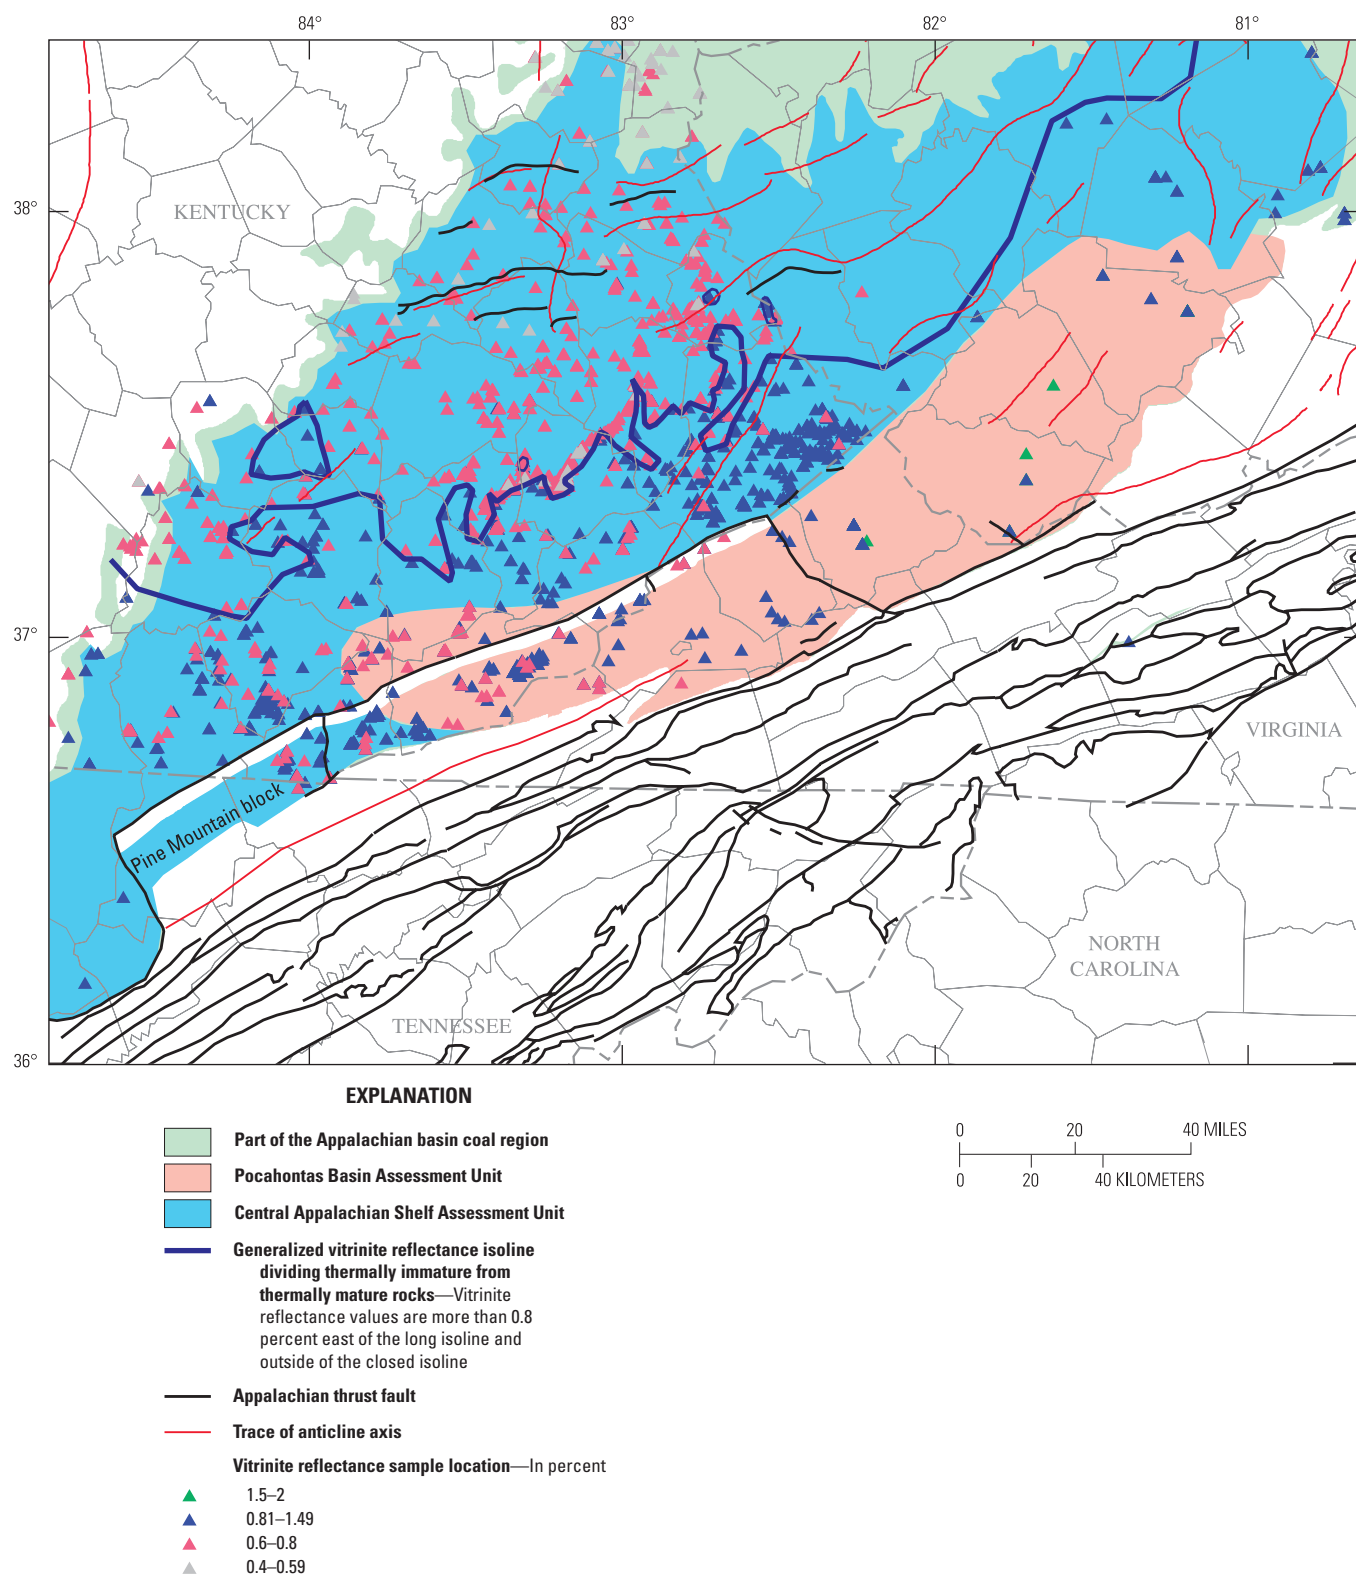 84°
83°
82°
81°
38°
KENTUCKY
37°
VIRGINIA
Pine Mountain block
NORTH
CAROLINA
TENNESSEE
36°
EXPLANATION
Part of the Appalachian basin coal region
Pocahontas Basin Assessment Unit
Central Appalachian Shelf Assessment Unit
Generalized vitrinite reflectance isoline
dividing thermally immature from
thermally mature rocks—Vitrinite
reflectance values are more than 0.8
percent east of the long isoline and
outside of the closed isoline
Appalachian thrust fault
Trace of anticline axis
Vitrinite reflectance sample location—In percent
1.5–2
0.81–1.49
0.6–0.8
0.4–0.59
0 20 40 MILES
0 20 40 KILOMETERS